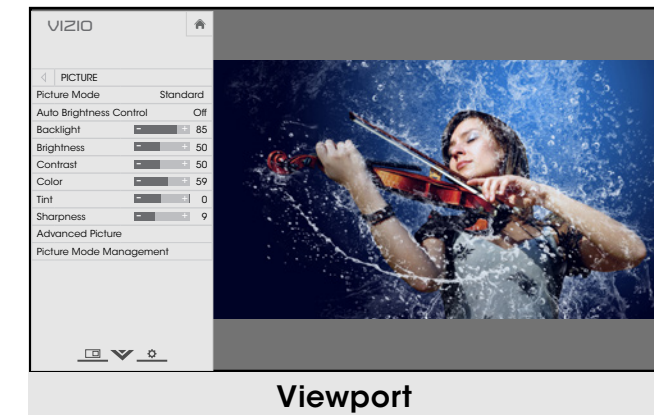 VIZIO
PICTURE
Picture Mode Standard
Auto Brightness Control Off
Backlight - + 85
Brightness - + 50
Contrast - + 50
Color - + 59
Tint - + 0
Sharpness - + 9
Advanced Picture
Picture Mode Management
Viewport